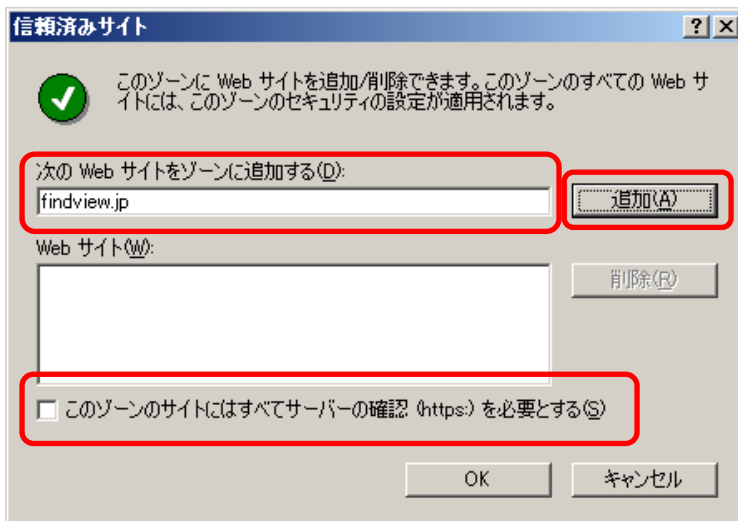 信頼済みサイト
このゾーンに Web サイトを追加/削除できます。このゾーンのすべての Web サ
イトには、このゾーンのセキュリティの設定が適用されます。
次の Web サイトをゾーンに追加する(D):
findview.jp
追加(A)
Web サイト(W):
削除(R)
このゾーンのサイトにはすべてサーバーの確認 (https:) を必要とする(S)
OK
キャンセル